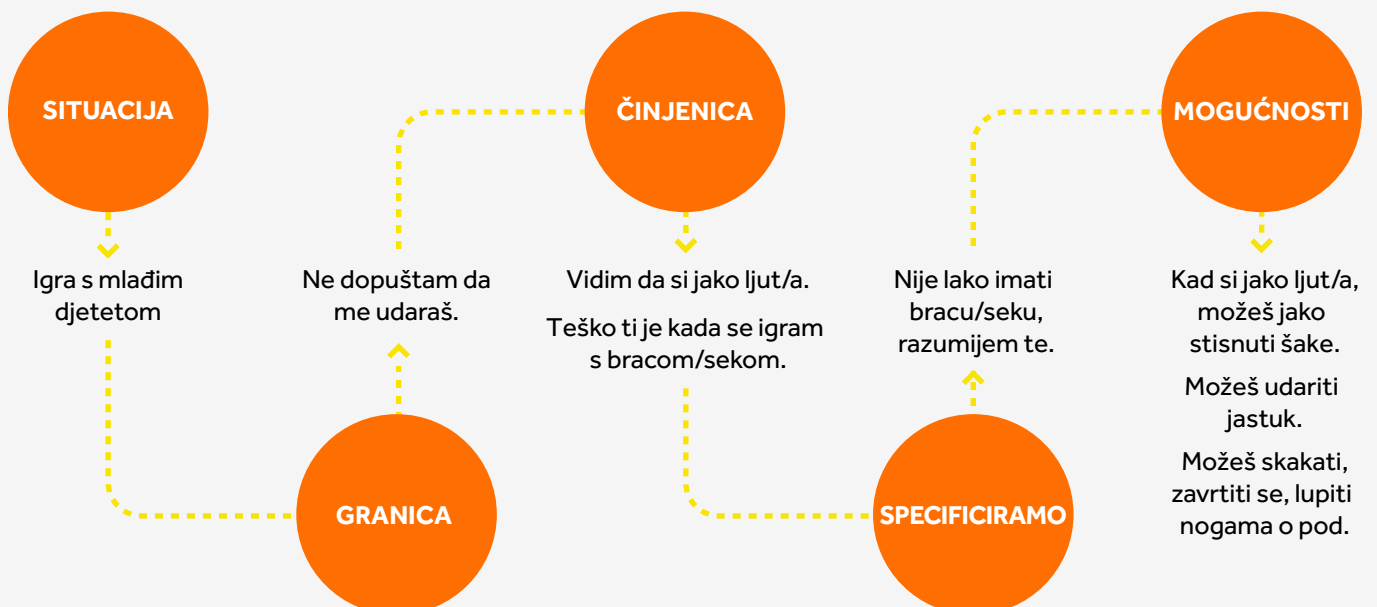 SITUACIJA
Igra s mlađim
djetetom
GRANICA
Ne dopuštam da
me udaraš.
ČINJENICA
Vidim da si jako ljut/a.
Teško ti je kada se igram
s bracom/sekom.
SPECIFICIRAMO
Nije lako imati
bracu/seku,
razumijem te.
MOGUĆNOSTI
Kad si jako ljut/a,
možeš jako
stisnuti šake.
Možeš udariti
jastuk.
Možeš skakati,
zavrtiti se, lupiti
nogama o pod.